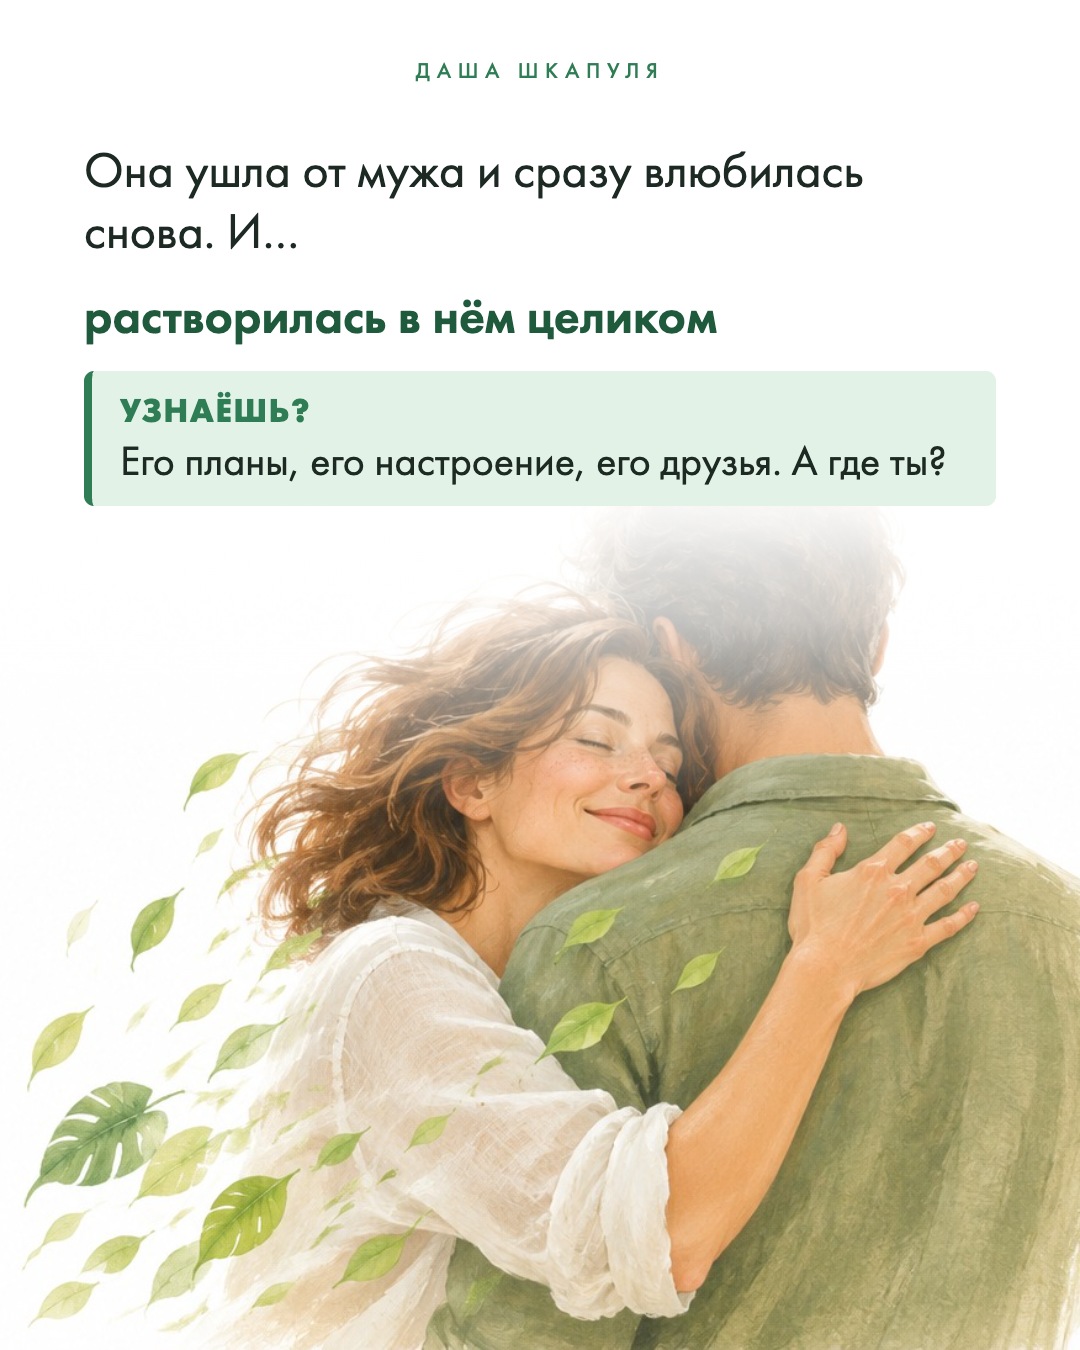 ДАША ШКАПУЛЯ
Она ушла от мужа и сразу влюбилась
снова. И...
растворилась в нём целиком
УЗНАЁШЬ?
Его планы, его настроение, его друзья. А где ты?